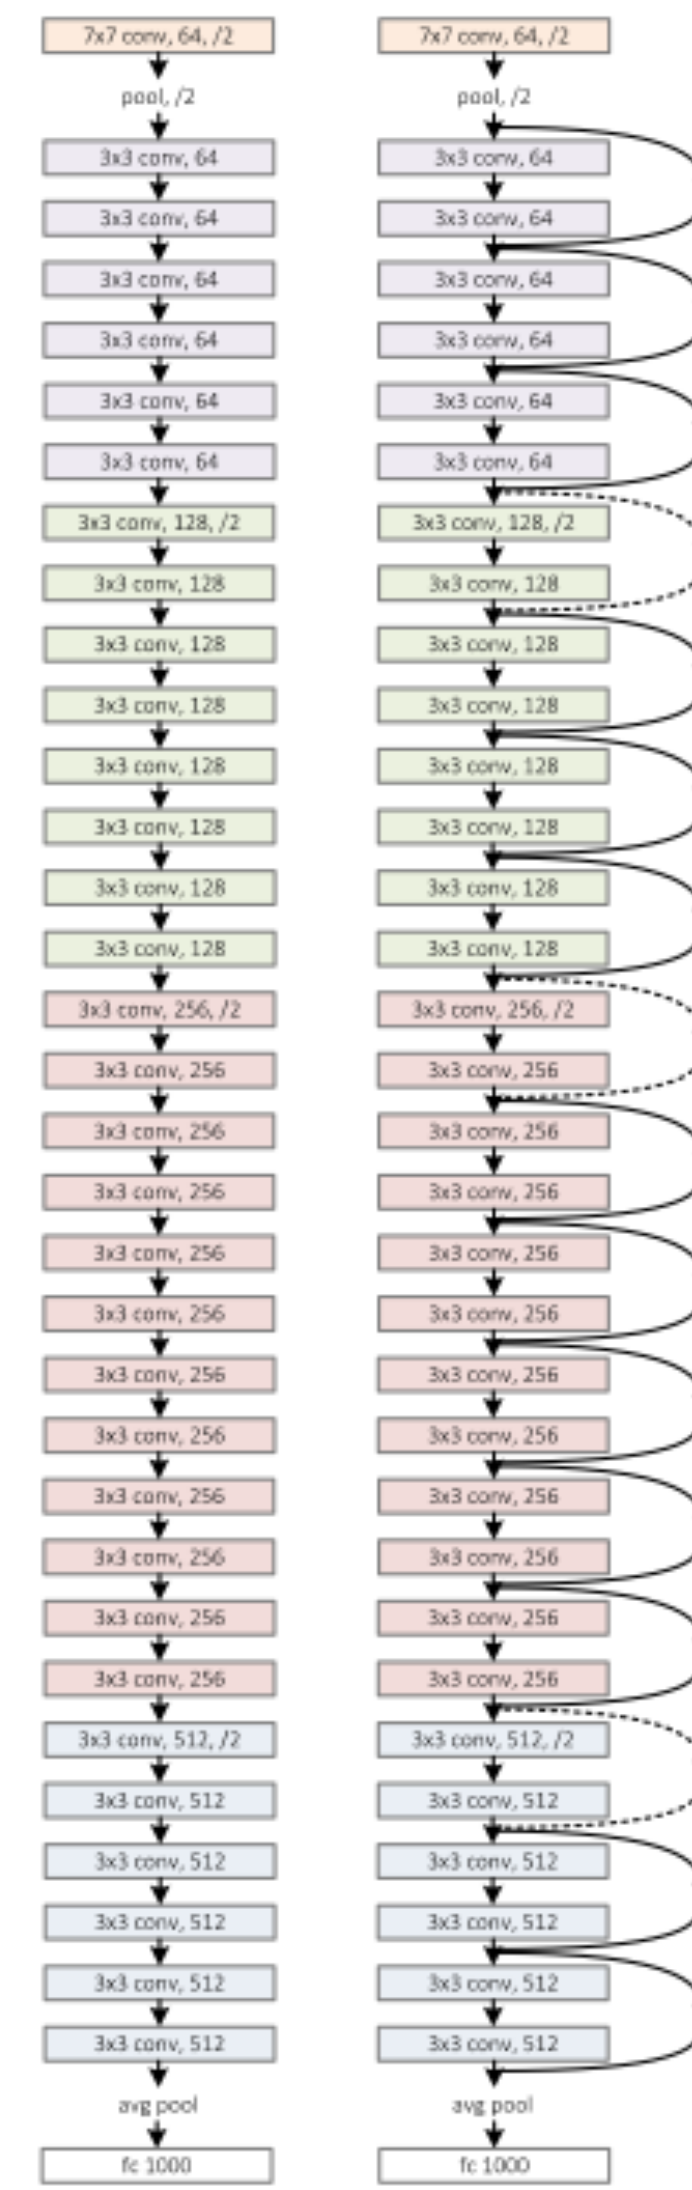 7x7 conv, 64, /2
pool, /2
3x3 conv, 64
3x3 conv, 64
3x3 conv, 64
3x3 conv, 64
3x3 conv, 64
3x3 conv, 64
3x3 conv, 128, /2
3x3 conv, 128
3x3 conv, 128
3x3 conv, 128
3x3 conv, 128
3x3 conv, 128
3x3 conv, 128
3x3 conv, 128
3x3 conv, 256, /2
3x3 conv, 256
3x3 conv, 256
3x3 conv, 256
3x3 conv, 256
3x3 conv, 256
3x3 conv, 256
3x3 conv, 256
3x3 conv, 256
3x3 conv, 256
3x3 conv, 256
3x3 conv, 256
3x3 conv, 512, /2
3x3 conv, 512
3x3 conv, 512
3x3 conv, 512
3x3 conv, 512
3x3 conv, 512
avg pool
fc 1000
7x7 conv, 64, /2
pool, /2
3x3 conv, 64
3x3 conv, 64
3x3 conv, 64
3x3 conv, 64
3x3 conv, 64
3x3 conv, 64
3x3 conv, 128, /2
3x3 conv, 128
3x3 conv, 128
3x3 conv, 128
3x3 conv, 128
3x3 conv, 128
3x3 conv, 128
3x3 conv, 128
3x3 conv, 256, /2
3x3 conv, 256
3x3 conv, 256
3x3 conv, 256
3x3 conv, 256
3x3 conv, 256
3x3 conv, 256
3x3 conv, 256
3x3 conv, 256
3x3 conv, 256
3x3 conv, 256
3x3 conv, 256
3x3 conv, 512, /2
3x3 conv, 512
3x3 conv, 512
3x3 conv, 512
3x3 conv, 512
3x3 conv, 512
avg pool
fc 1000